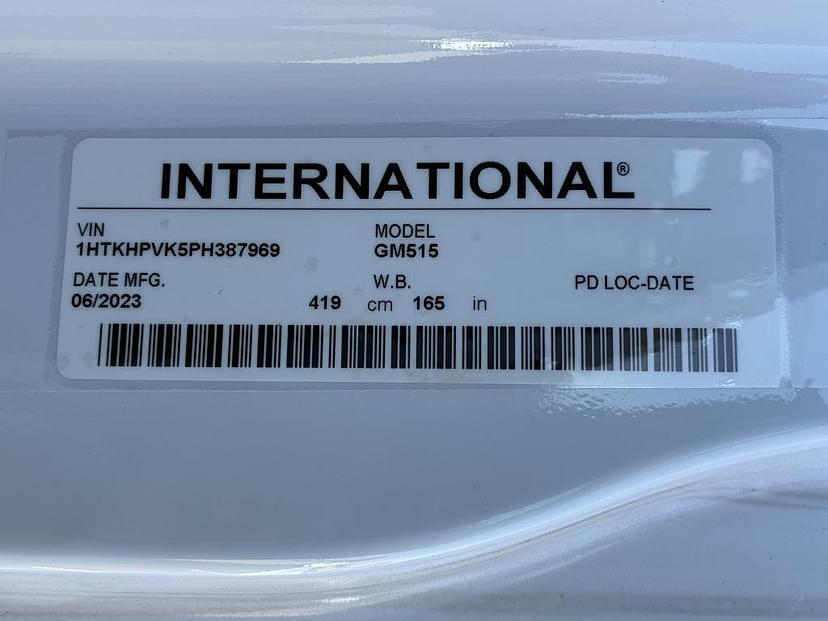 INTERNATIONAL®
VIN MODEL
1HTKHPVK5PH387969 GM515
DATE MFG. W.B. PD LOC-DATE
06/2023 419 cm 165 in